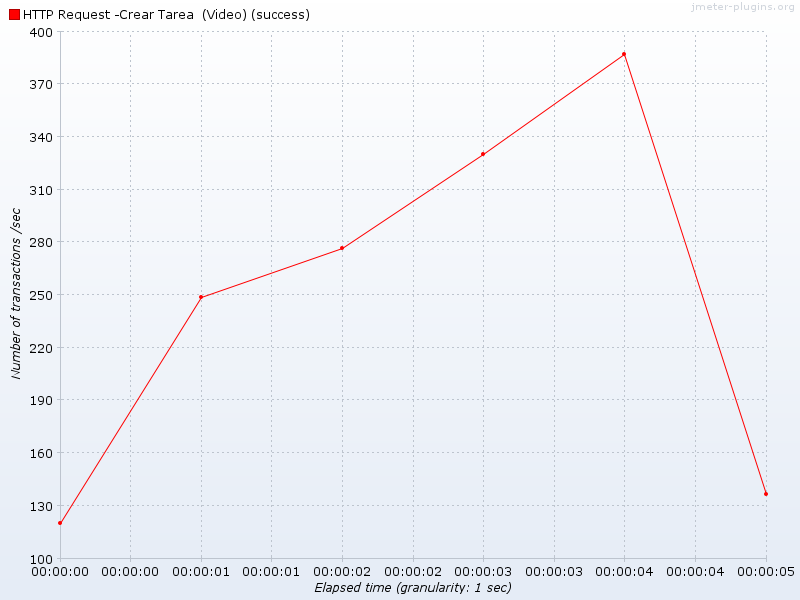 jmeter-plugins.org
HTTP Request -Crear Tarea  (Video) (success)
400
370
340
310
280
250
220
190
160
130
100
Number of transactions /sec
00:00:00 00:00:00 00:00:01 00:00:01 00:00:02 00:00:02 00:00:03 00:00:03 00:00:04 00:00:04 00:00:05
Elapsed time (granularity: 1 sec)